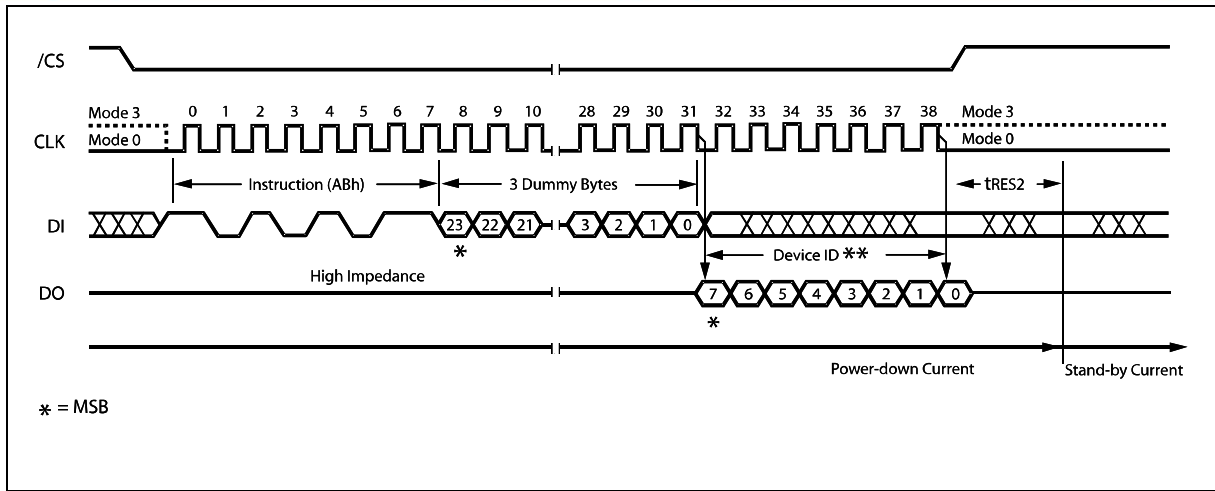 /CS
Mode 3 0 1 2 3 4 5 6 7 8 9 10 28 29 30 31 32 33 34 35 36 37 38 Mode 3
CLK Mode 0 Mode 0
Instruction (ABh) 3 Dummy Bytes tRES2
DI 23 22 21 3 2 1 0
*
Device ID **
High Impedance
DO 7 6 5 4 3 2 1 0
*
Power-down Current Stand-by Current
* = MSB